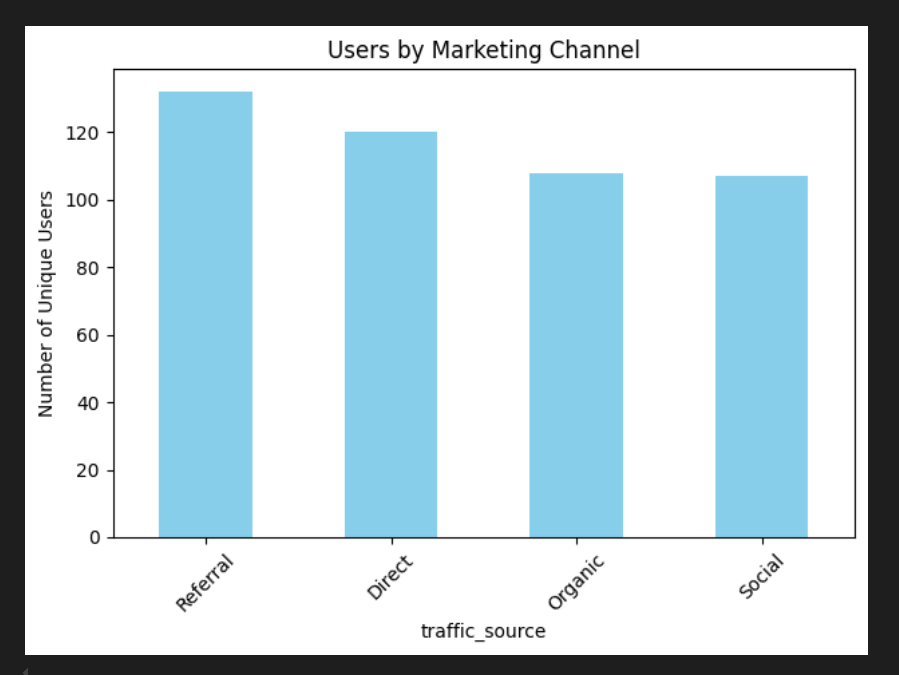 Users by Marketing Channel
Number of Unique Users
120
100
80
60
40
20
0
Referral
Direct
Organic
Social
traffic_source